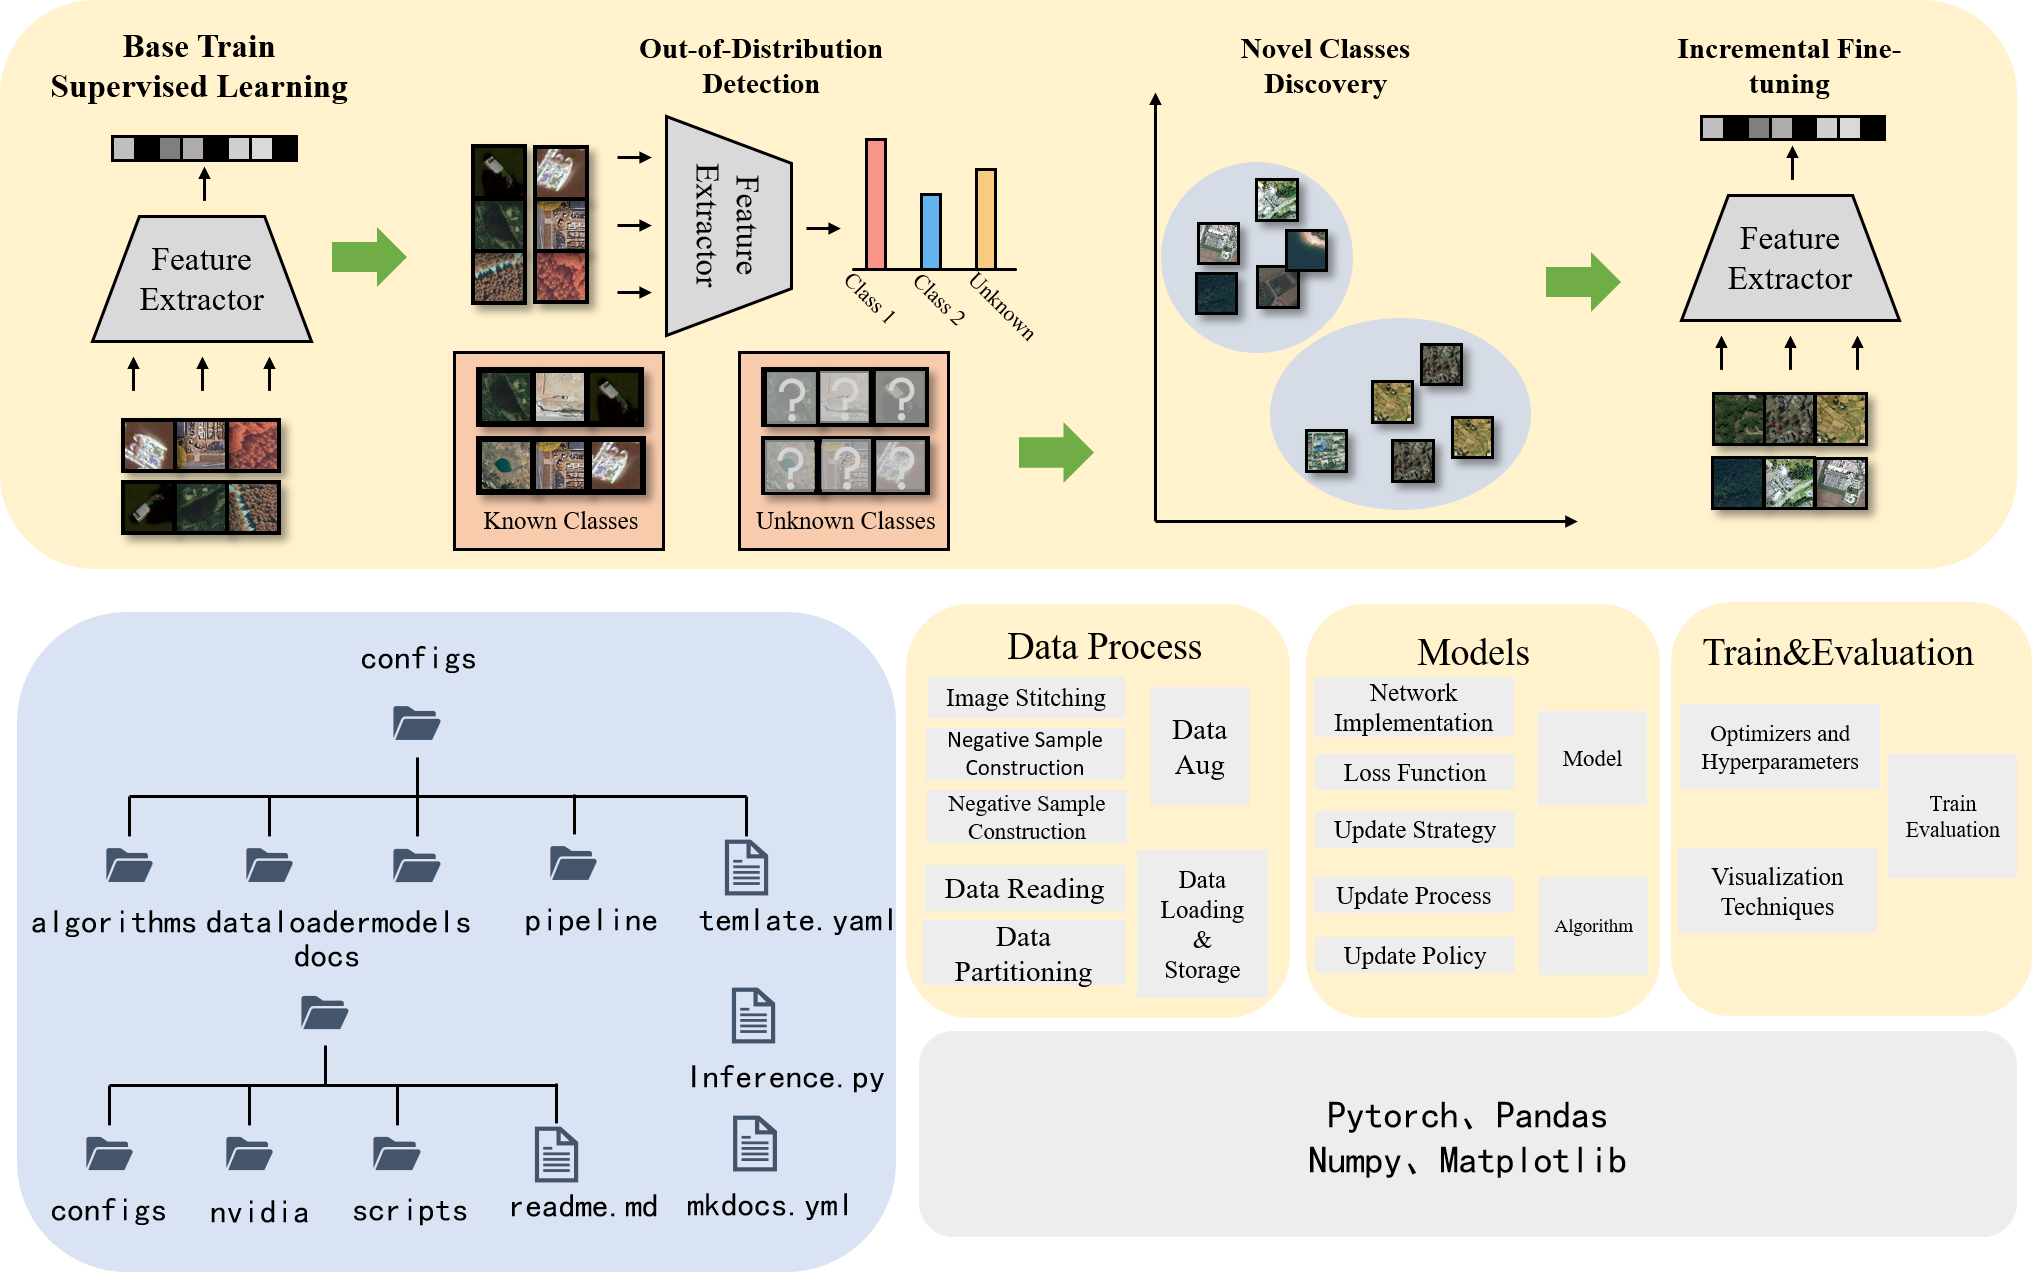 Base Train
Supervised Learning
Feature
Extractor
Out-of-Distribution
Detection
Feature
Extractor
Class 1
Class 2
Unknown
Known Classes
Unknown Classes
Novel Classes
Discovery
Incremental Fine-
tuning
Feature
Extractor
configs
algorithms
dataloader
models
pipeline
temlate.yaml
docs
Inference.py
configs
nvidia
scripts
readme.md
mkdocs.yml
Data Process
Image Stitching
Negative Sample
Construction
Negative Sample
Construction
Data
Aug
Data Reading
Data
Partitioning
Data
Loading
&
Storage
Models
Network
Implementation
Loss Function
Update Strategy
Model
Update Process
Update Policy
Algorithm
Train&Evaluation
Optimizers and
Hyperparameters
Visualization
Techniques
Train
Evaluation
Pytorch、Pandas
Numpy、Matplotlib